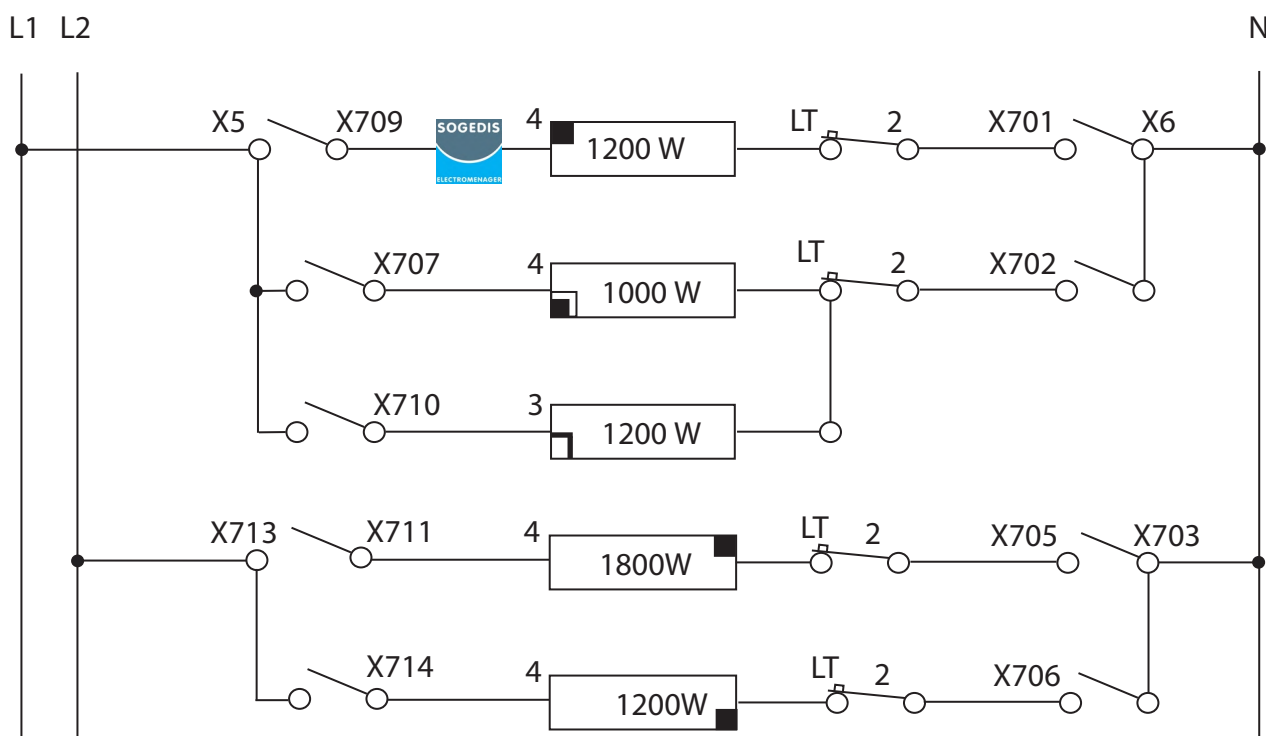 L1 L2 N
X5 X709 SOGEDIS 4 1200 W LT 2 X701 X6
ELECTROMENAGER
X707 4 1000 W LT 2 X702
X710 3 1200 W
X713 X711 4 1800W LT 2 X705 X703
X714 4 1200W LT 2 X706